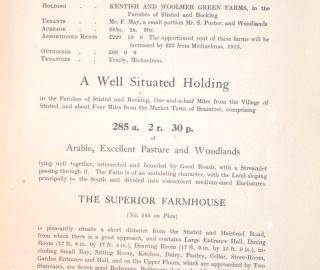 KENTISH AND WOOLMER GREEN FARMS, in the
Parishes of Stisted and Bocking
TENANTS . . Mr. F. May, a small portion Mr. S. Porter, and Woodlands
ACREAGE . . 285a. 2r. 30p.
APPORTIONED RENTS £220 10 0 The apportioned rent of these farms will be
increased by £25 from Michaelmas, 1915.
OUTGOINGS . £66 0 9
TENANCIES . . Yearly, Michaelmas.
A Well Situated Holding
in the Parishes of Stisted and Bocking, One-and-a-half Miles from the Village of
Stisted, and about Four Miles from the Market Town of Braintree, comprising
285 a. 2 r. 30 p.
of
Arable, Excellent Pasture and Woodlands
lying well together, intersected and bounded by Good Roads, with a Streamlet
passing through it. The Farm is of an undulating character, with the Land sloping
principally to the South and divided into convenient medium-sized Enclosures.
THE SUPERIOR FARMHOUSE
(No. 145 on Plan)
is pleasantly situate a short distance from the Stisted and Halstead Road,
from which there is a good approach, and contains Large Entrance Hall, Dining
Room (17 ft. 6 in. by 17 ft. 4 in.), Drawing Room (17 ft. 9 in. by 13 ft. 9 in.), in-
cluding Small Bay, Sitting Room, Kitchen, Dairy, Pantry, Cellar, Store-Room,
Garden Entrance and Hall, and on the Upper Floors, which are approached by Two
Staircases, are Seven good Bedrooms.